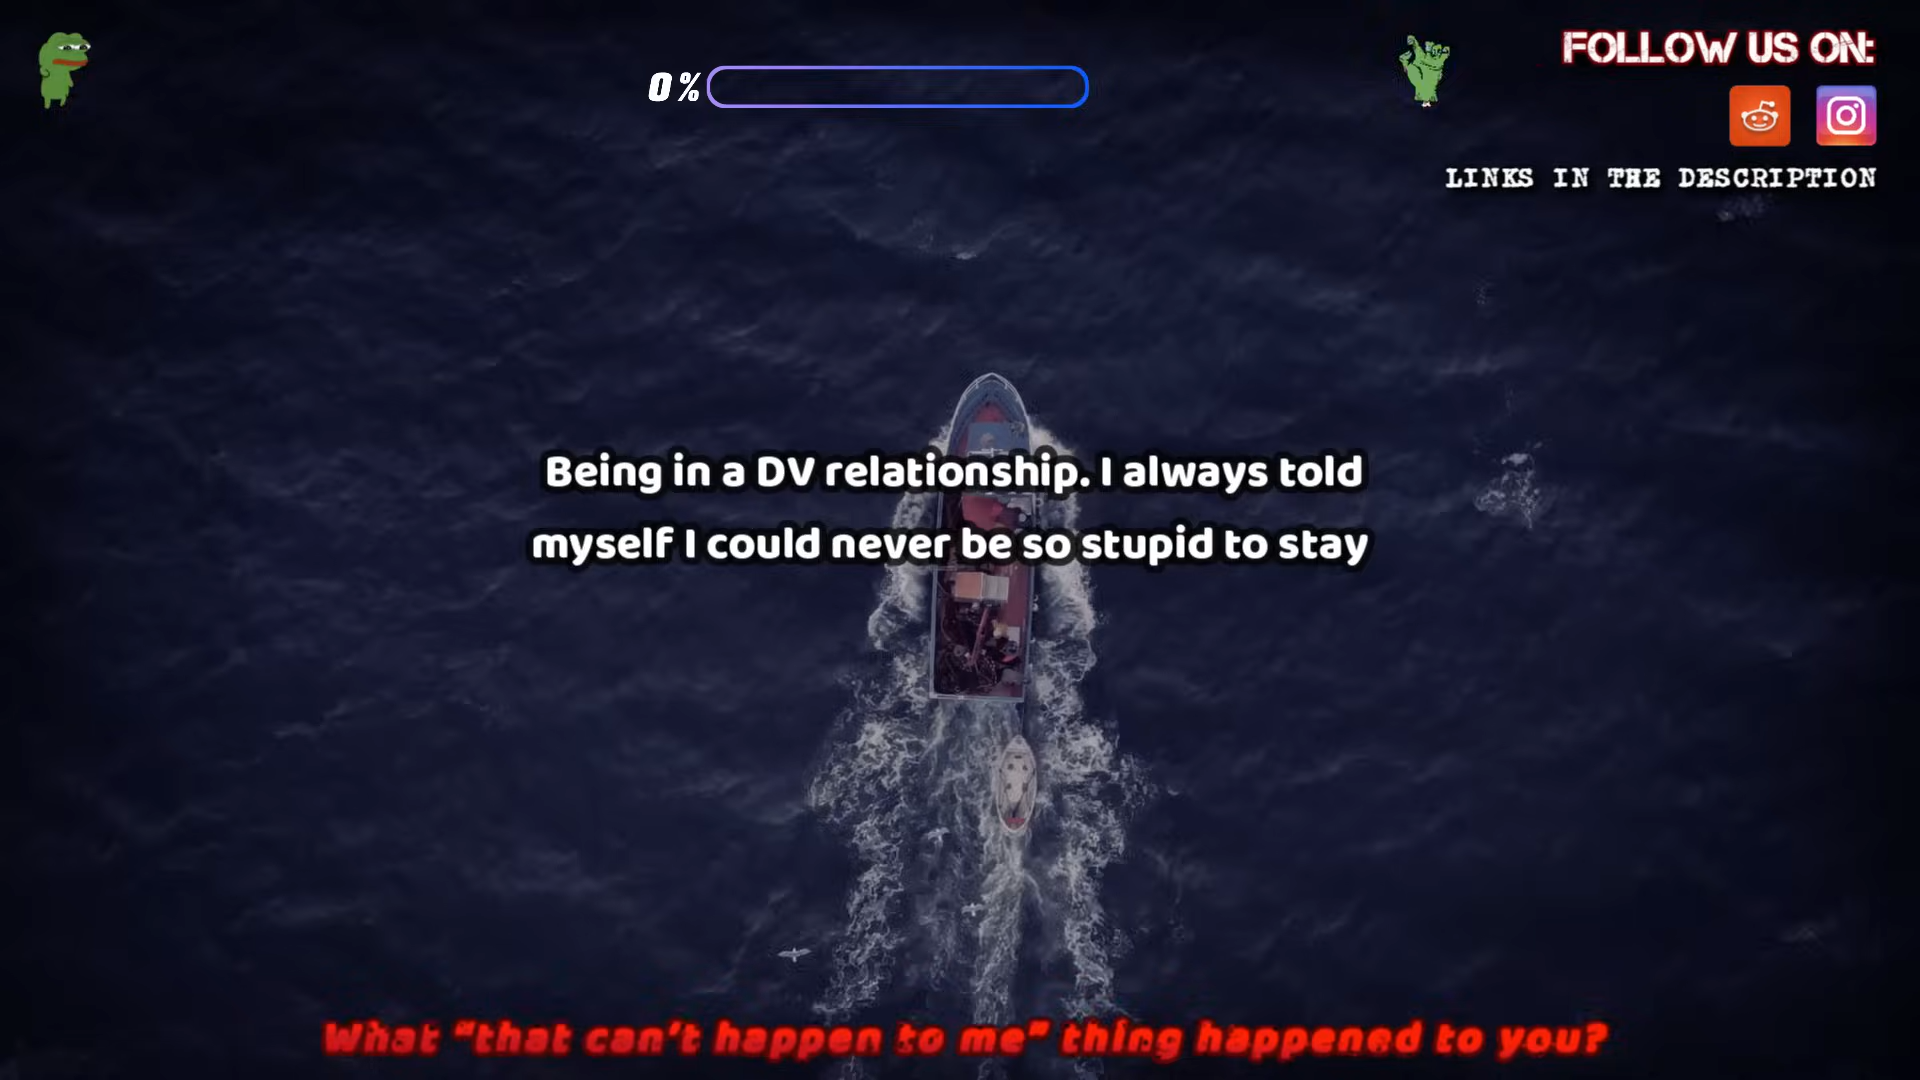 0%
FOLLOW US ON:
LINKS IN THE DESCRIPTION
Being in a DV relationship. I always told
myself I could never be so stupid to stay
What “that can’t happen to me” thing happened to you?